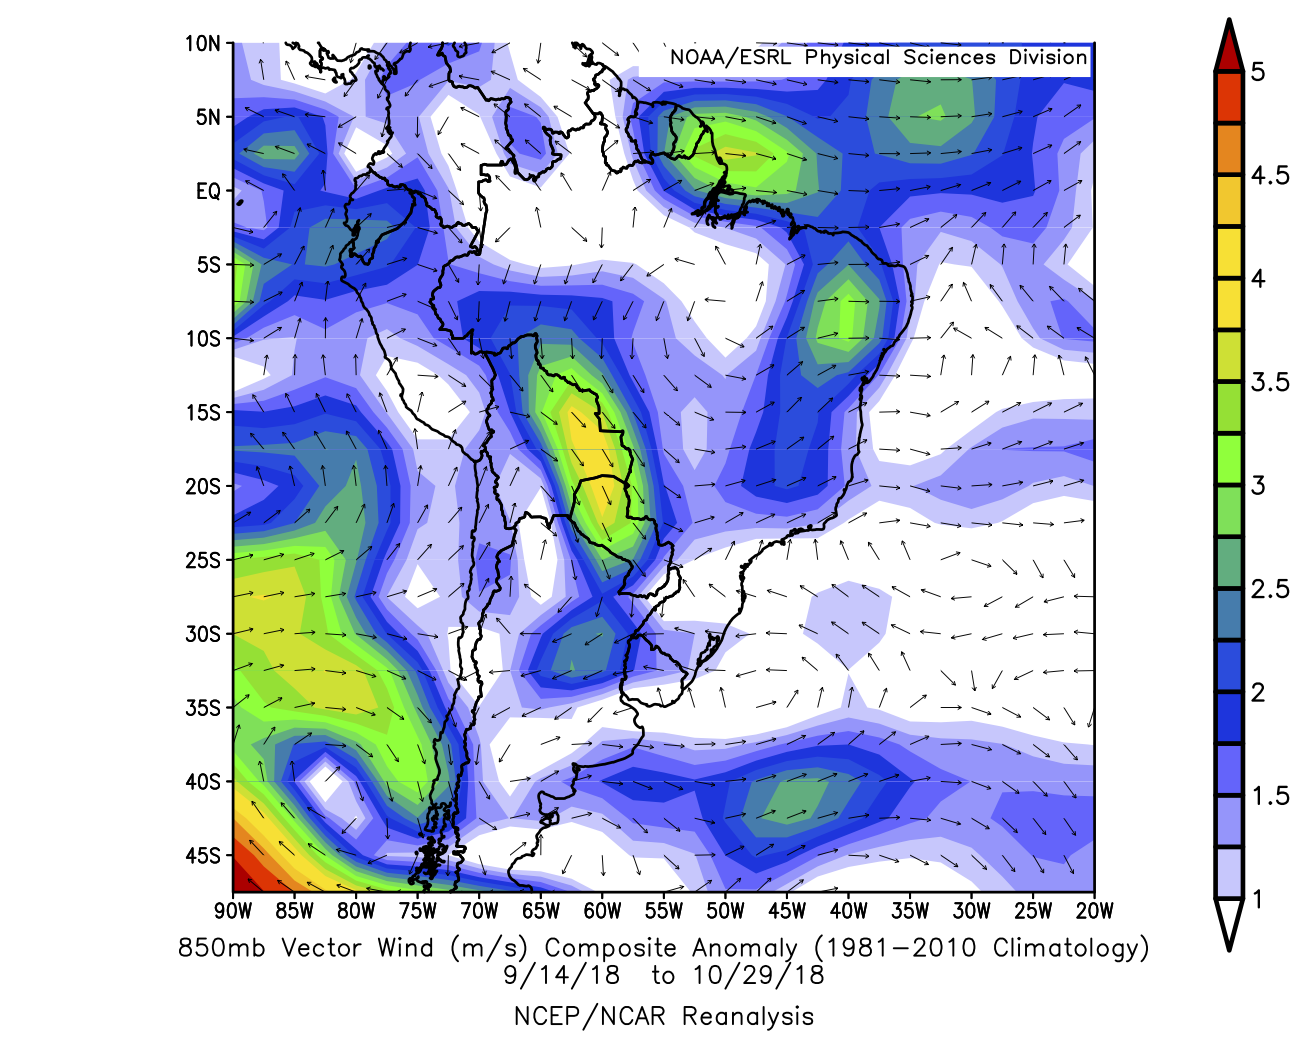 NOAA/ESRL Physical Sciences Division
10N
5N
EQ
5S
10S
15S
20S
25S
30S
35S
40S
45S
90W 85W 80W 75W 70W 65W 60W 55W 50W 45W 40W 35W 30W 25W 20W
5
4.5
4
3.5
3
2.5
2
1.5
1
850mb Vector Wind (m/s) Composite Anomaly (1981-2010 Climatology)
9/14/18 to 10/29/18
NCEP/NCAR Reanalysis